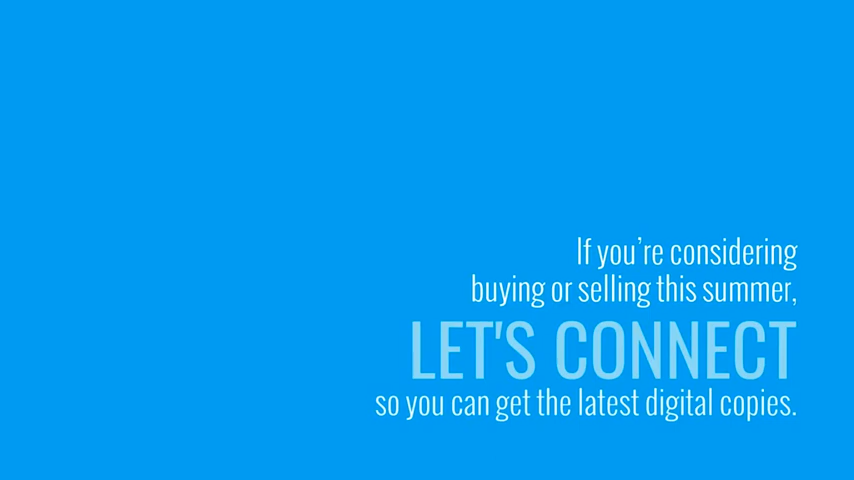 If you’re considering
buying or selling this summer,
LET'S CONNECT
so you can get the latest digital copies.